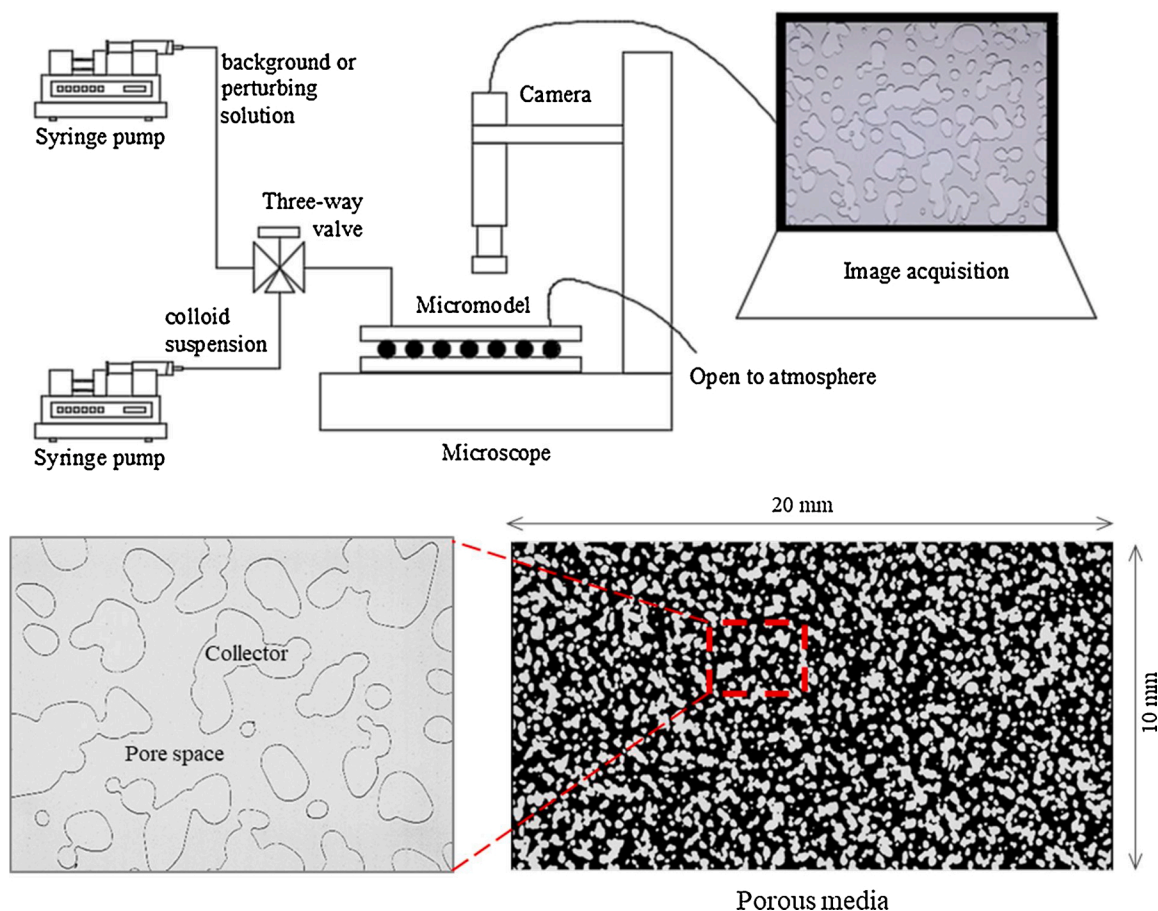 Syringe pump
background or
perturbing
solution
Camera
Three-way
valve
Image acquisition
Micromodel
colloid
suspension
Open to atmosphere
Syringe pump
Microscope
20 mm
Collector
Pore space
10 mm
Porous media